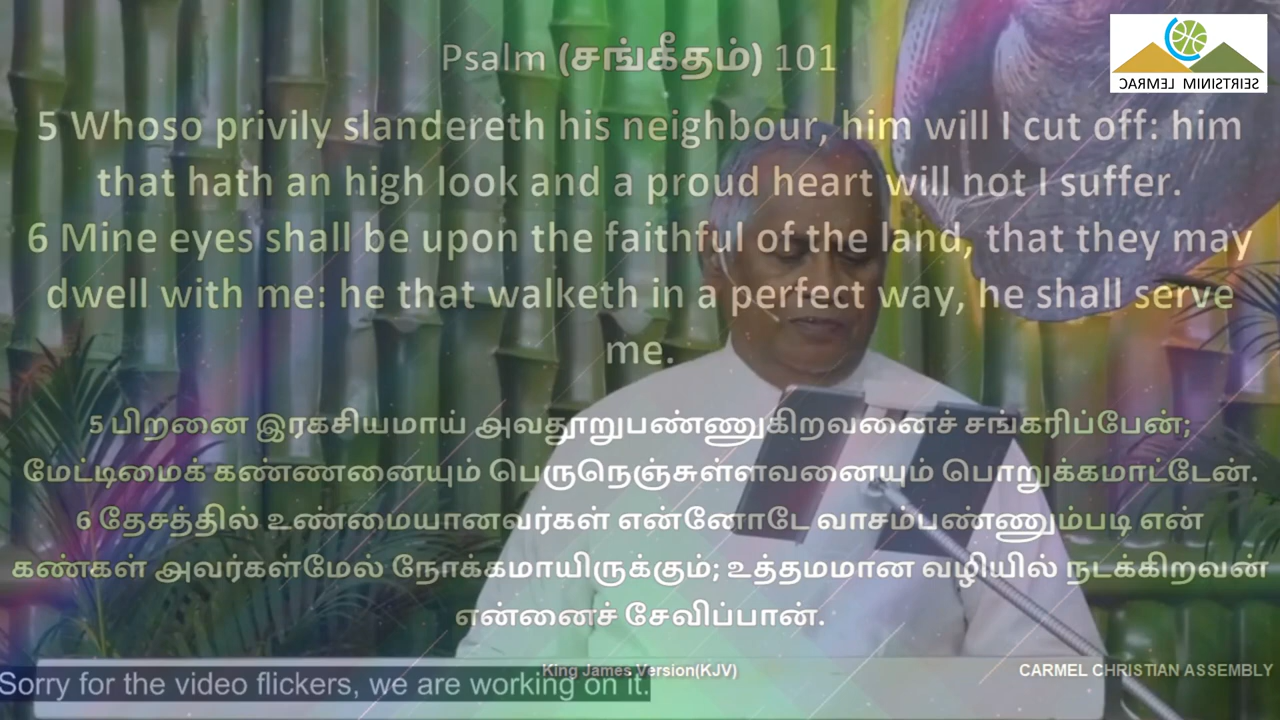 Psalm (சங்கீதம்) 101
CARMEL MINISTRIES
5 Whoso privily slandereth his neighbour, him will I cut off: him
that hath an high look and a proud heart will not I suffer.
6 Mine eyes shall be upon the faithful of the land, that they may
dwell with me: he that walketh in a perfect way, he shall serve
me.
5 பிறனை இரகசியமாய் அவதூறுபண்ணுகிறவனைச் சங்கரிப்பேன்;
மேட்டிமைக் கண்ணனையும் பெருநெஞ்சுள்ளவனையும் பொறுக்கமாட்டேன்.
6 தேசத்தில் உண்மையானவர்கள் என்னோடே வாசம்பண்ணும்படி என்
கண்கள் அவர்கள்மேல் நோக்கமாயிருக்கும்; உத்தமமான வழியில் நடக்கிறவன்
என்னைச் சேவிப்பான்.
King James Version(KJV)
CARMEL CHRISTIAN ASSEMBLY
Sorry for the video flickers, we are working on it.